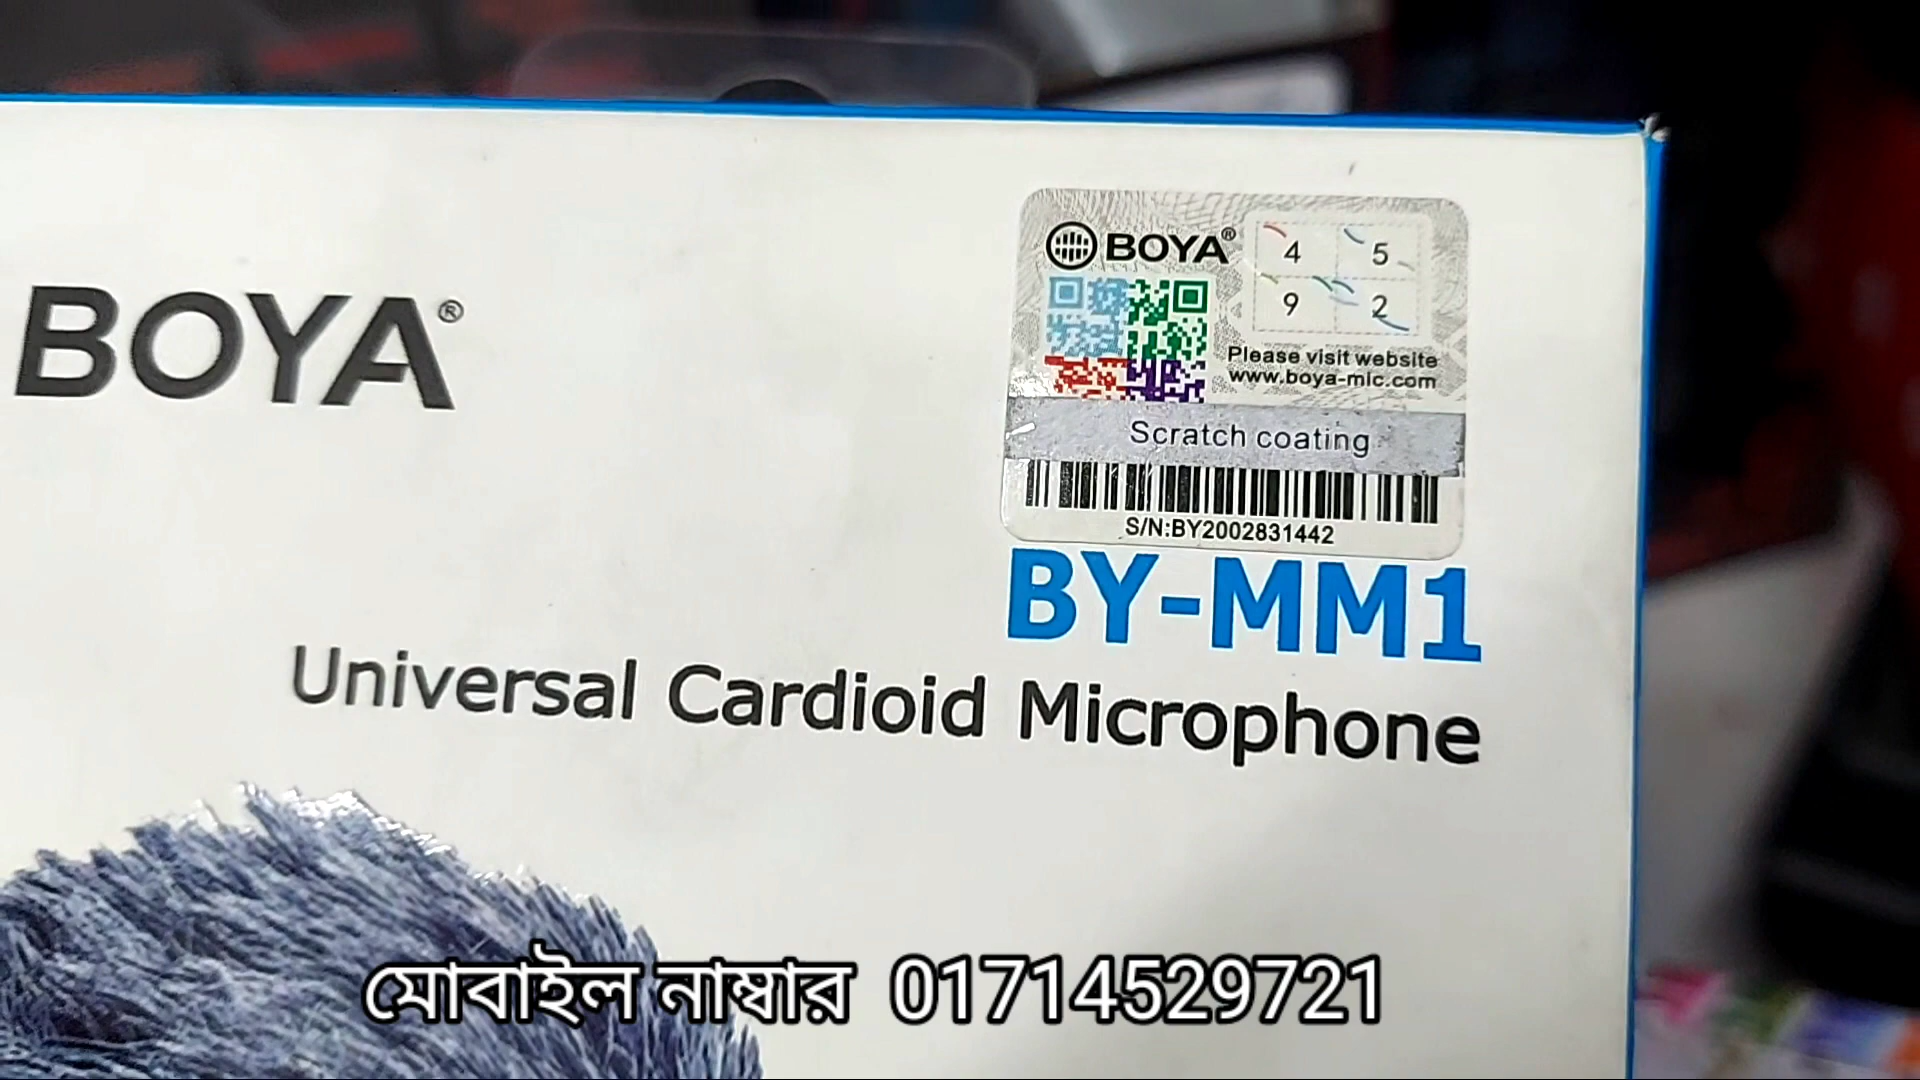 BOYA®
BOYA®
4 5
9 2
Please visit website
www.boya-mic.com
Scratch coating
S/N:BY2002831442
BY-MM1
Universal Cardioid Microphone
মোবাইল নাম্বার 01714529721